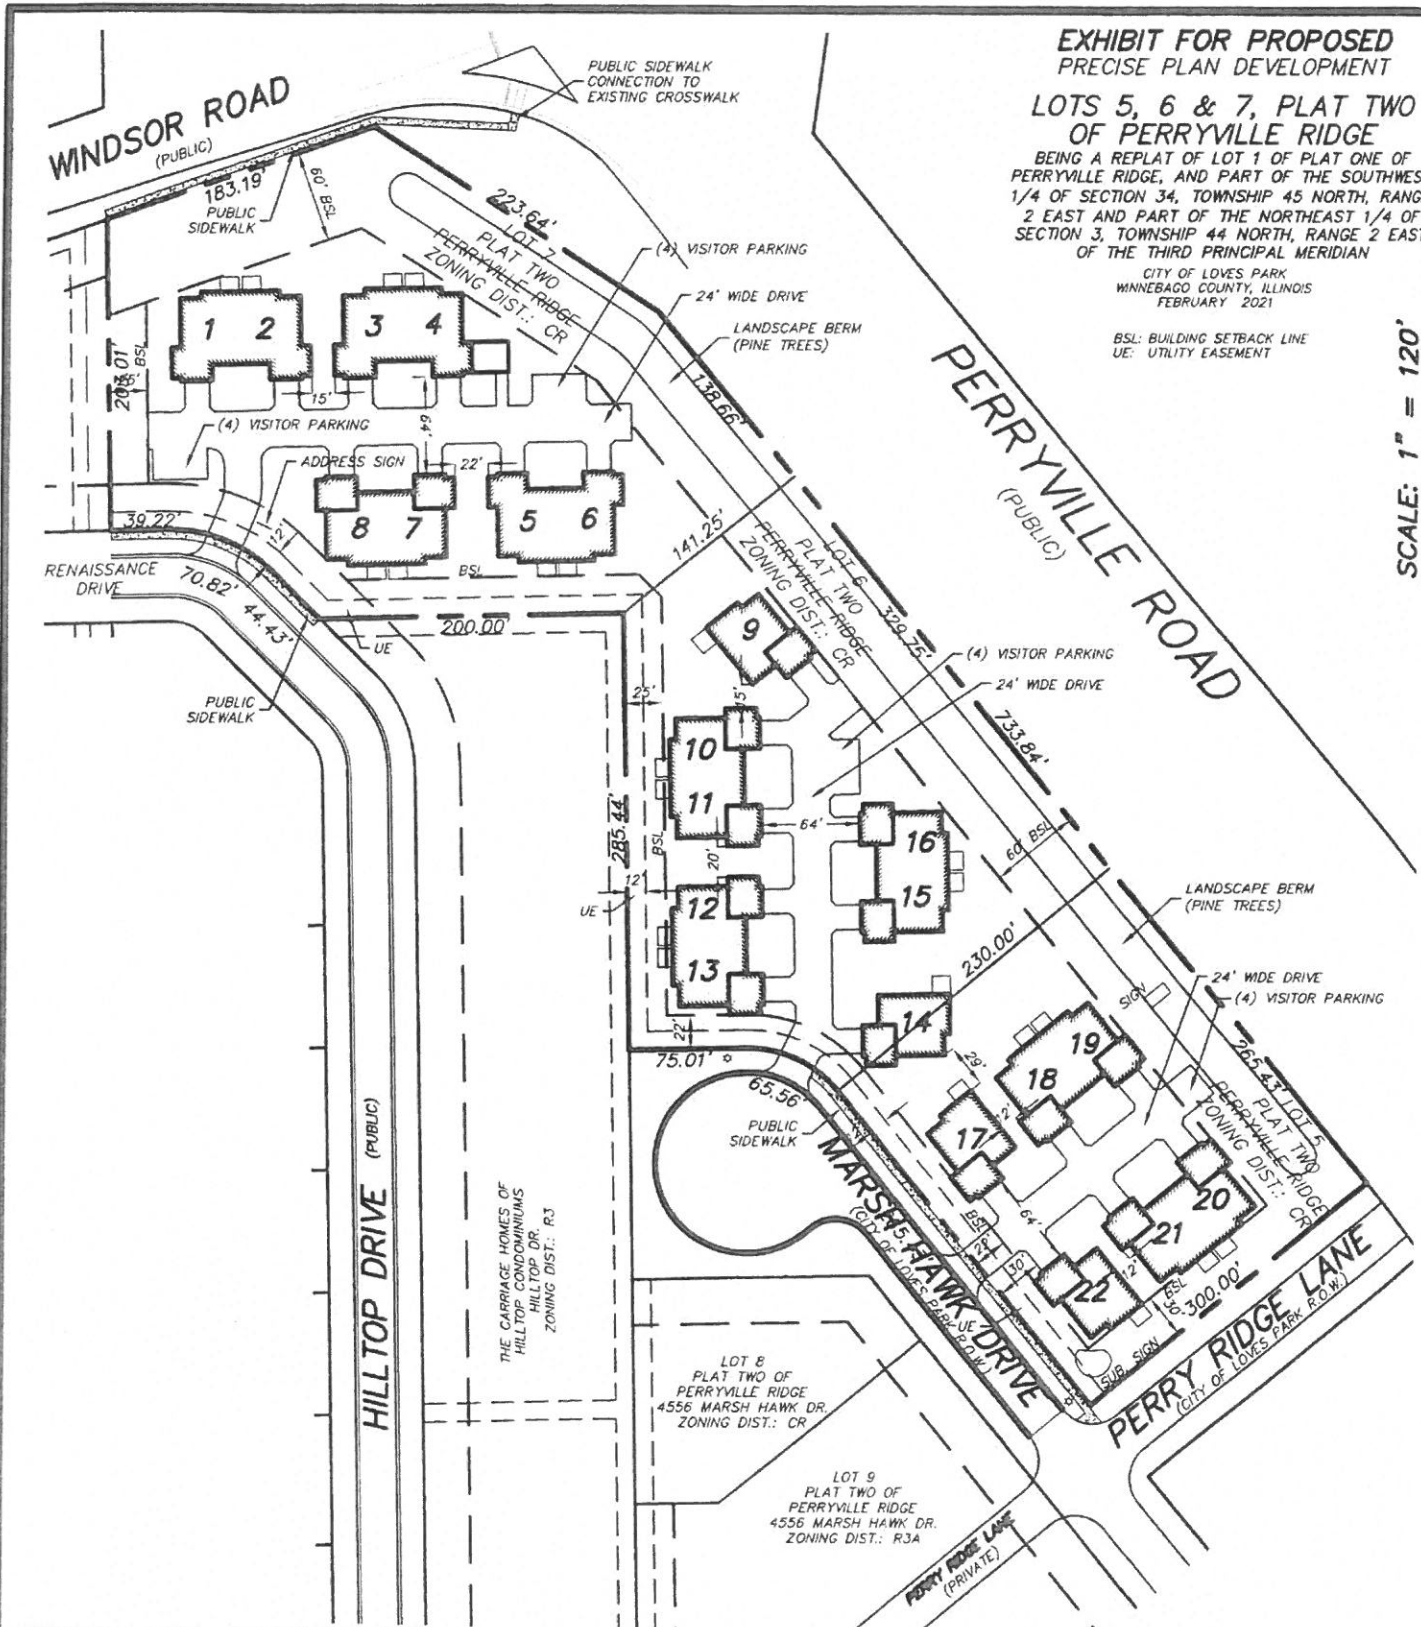 EXHIBIT FOR PROPOSED
PRECISE PLAN DEVELOPMENT
LOTS 5, 6 & 7, PLAT TWO
OF PERRYVILLE RIDGE
BEING A REPLAT OF LOT 1 OF PLAT ONE OF
PERRYVILLE RIDGE, AND PART OF THE SOUTHWES
1/4 OF SECTION 34, TOWNSHIP 45 NORTH, RANG
2 EAST AND PART OF THE NORTHEAST 1/4 OF
SECTION 3, TOWNSHIP 44 NORTH, RANGE 2 EAST
OF THE THIRD PRINCIPAL MERIDIAN
CITY OF LOVES PARK
WINNEBAGO COUNTY, ILLINOIS
FEBRUARY 2021
BSL: BUILDING SETBACK LINE
UE: UTILITY EASEMENT
SCALE: 1" = 120'
PUBLIC SIDEWALK
CONNECTION TO
EXISTING CROSSWALK
WINDSOR ROAD
(PUBLIC)
183.19'
PUBLIC
SIDEWALK
60' BSL
223.64'
LOT 7
PLAT TWO
PERRYVILLE RIDGE
ZONING DIST.: CR
(4) VISITOR PARKING
24' WIDE DRIVE
LANDSCAPE BERM
(PINE TREES)
138.66'
PERRYVILLE ROAD
(PUBLIC)
1 2
3 4
BSL
15'
64'
(4) VISITOR PARKING
22'
ADDRESS SIGN
8 7
5 6
39.22'
12'
BSL
141.25'
RENAISSANCE
DRIVE
70.82'
44.43'
200.00'
UE
PUBLIC
SIDEWALK
LOT 6
PLAT TWO
PERRYVILLE RIDGE
ZONING DIST.: CR
329.75'
9
(4) VISITOR PARKING
24' WIDE DRIVE
25'
15'
10
11
733.84'
285.44'
BSL
64'
60' BSL
16
15
20'
12'
UE
12
13
230.00'
LANDSCAPE BERM
(PINE TREES)
24' WIDE DRIVE
(4) VISITOR PARKING
SIGN
14
22'
75.01'
65.56'
29'
19
18
17
265.43'
LOT 5
PLAT TWO
PERRYVILLE RIDGE
ZONING DIST.: CR
PUBLIC
SIDEWALK
MARSH HAWK DRIVE
(CITY OF LOVES PARK R.O.W.)
BSL
64'
30'
20
21
12'
22
BSL
30'
300.00'
UE
SUB. SIGN
PERRY RIDGE LANE
(CITY OF LOVES PARK R.O.W.)
HILLTOP DRIVE (PUBLIC)
THE CARRIAGE HOMES OF
HILLTOP CONDOMINIUMS
HILLTOP DR.
ZONING DIST.: R3
LOT 8
PLAT TWO OF
PERRYVILLE RIDGE
4556 MARSH HAWK DR.
ZONING DIST.: CR
LOT 9
PLAT TWO OF
PERRYVILLE RIDGE
4556 MARSH HAWK DR.
ZONING DIST.: R3A
PERRY RIDGE LANE
(PRIVATE)